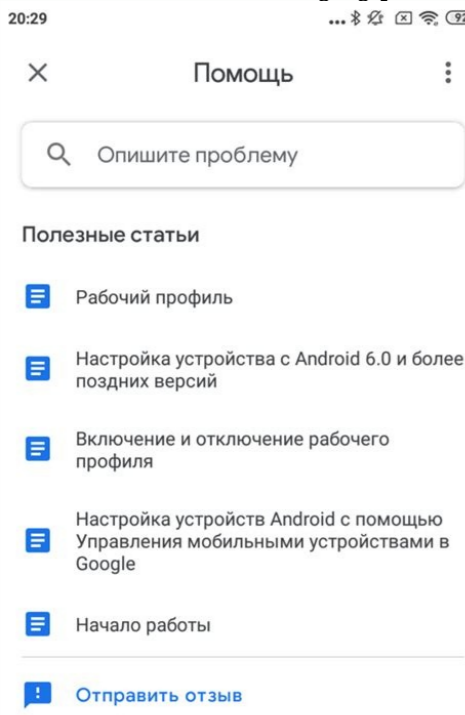 20:29
Помощь
Опишите проблему
Полезные статьи
Рабочий профиль
Настройка устройства с Android 6.0 и более
поздних версий
Включение и отключение рабочего
профиля
Настройка устройств Android с помощью
Управления мобильными устройствами в
Google
Начало работы
Отправить отзыв